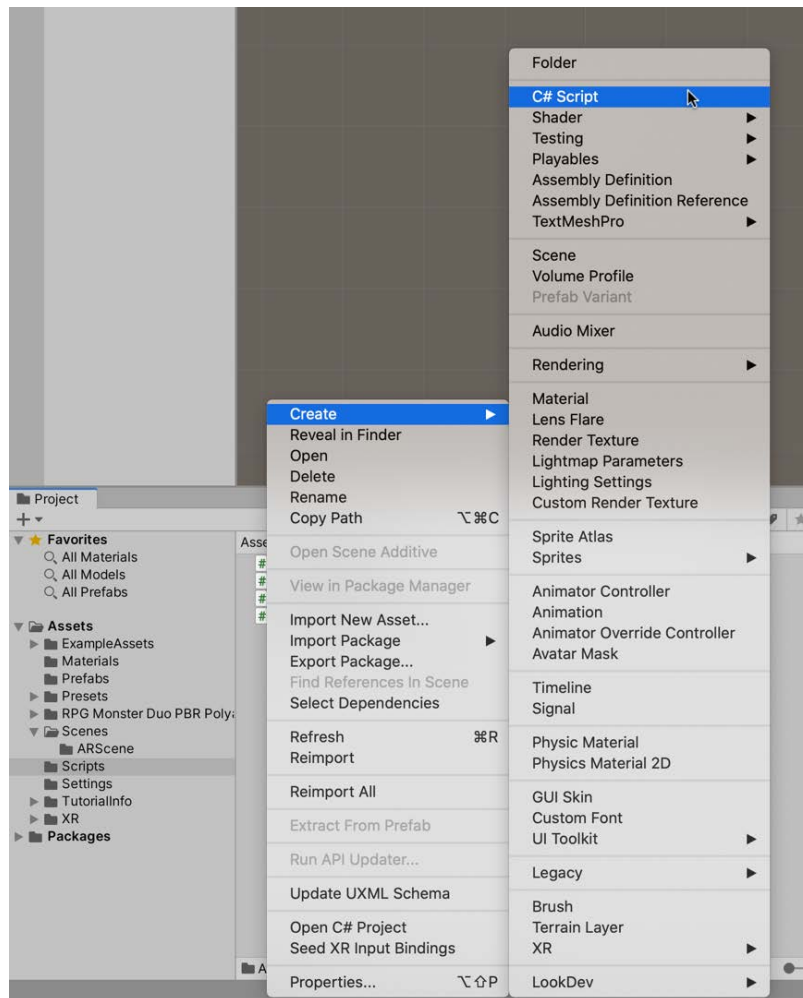 Folder
C# Script
Shader
Testing
Playables
Assembly Definition
Assembly Definition Reference
TextMeshPro
Scene
Volume Profile
Prefab Variant
Audio Mixer
Rendering
Material
Lens Flare
Render Texture
Lightmap Parameters
Lighting Settings
Custom Render Texture
Sprite Atlas
Sprites
Animator Controller
Animation
Animator Override Controller
Avatar Mask
Timeline
Signal
Physic Material
Physics Material 2D
GUI Skin
Custom Font
UI Toolkit
Legacy
Brush
Terrain Layer
XR
LookDev
Create
Reveal in Finder
Open
Delete
Rename
Copy Path ⌥⌘C
Open Scene Additive
View in Package Manager
Import New Asset...
Import Package
Export Package...
Find References In Scene
Select Dependencies
Refresh ⌘R
Reimport
Reimport All
Extract From Prefab
Run API Updater...
Update UXML Schema
Open C# Project
Seed XR Input Bindings
Properties... ⌥⇧P
Project
Favorites
All Materials
All Models
All Prefabs
Assets
ExampleAssets
Materials
Prefabs
Presets
RPG Monster Duo PBR Polya
Scenes
ARScene
Scripts
Settings
TutorialInfo
XR
Packages
Asse
#
#
#
#
A